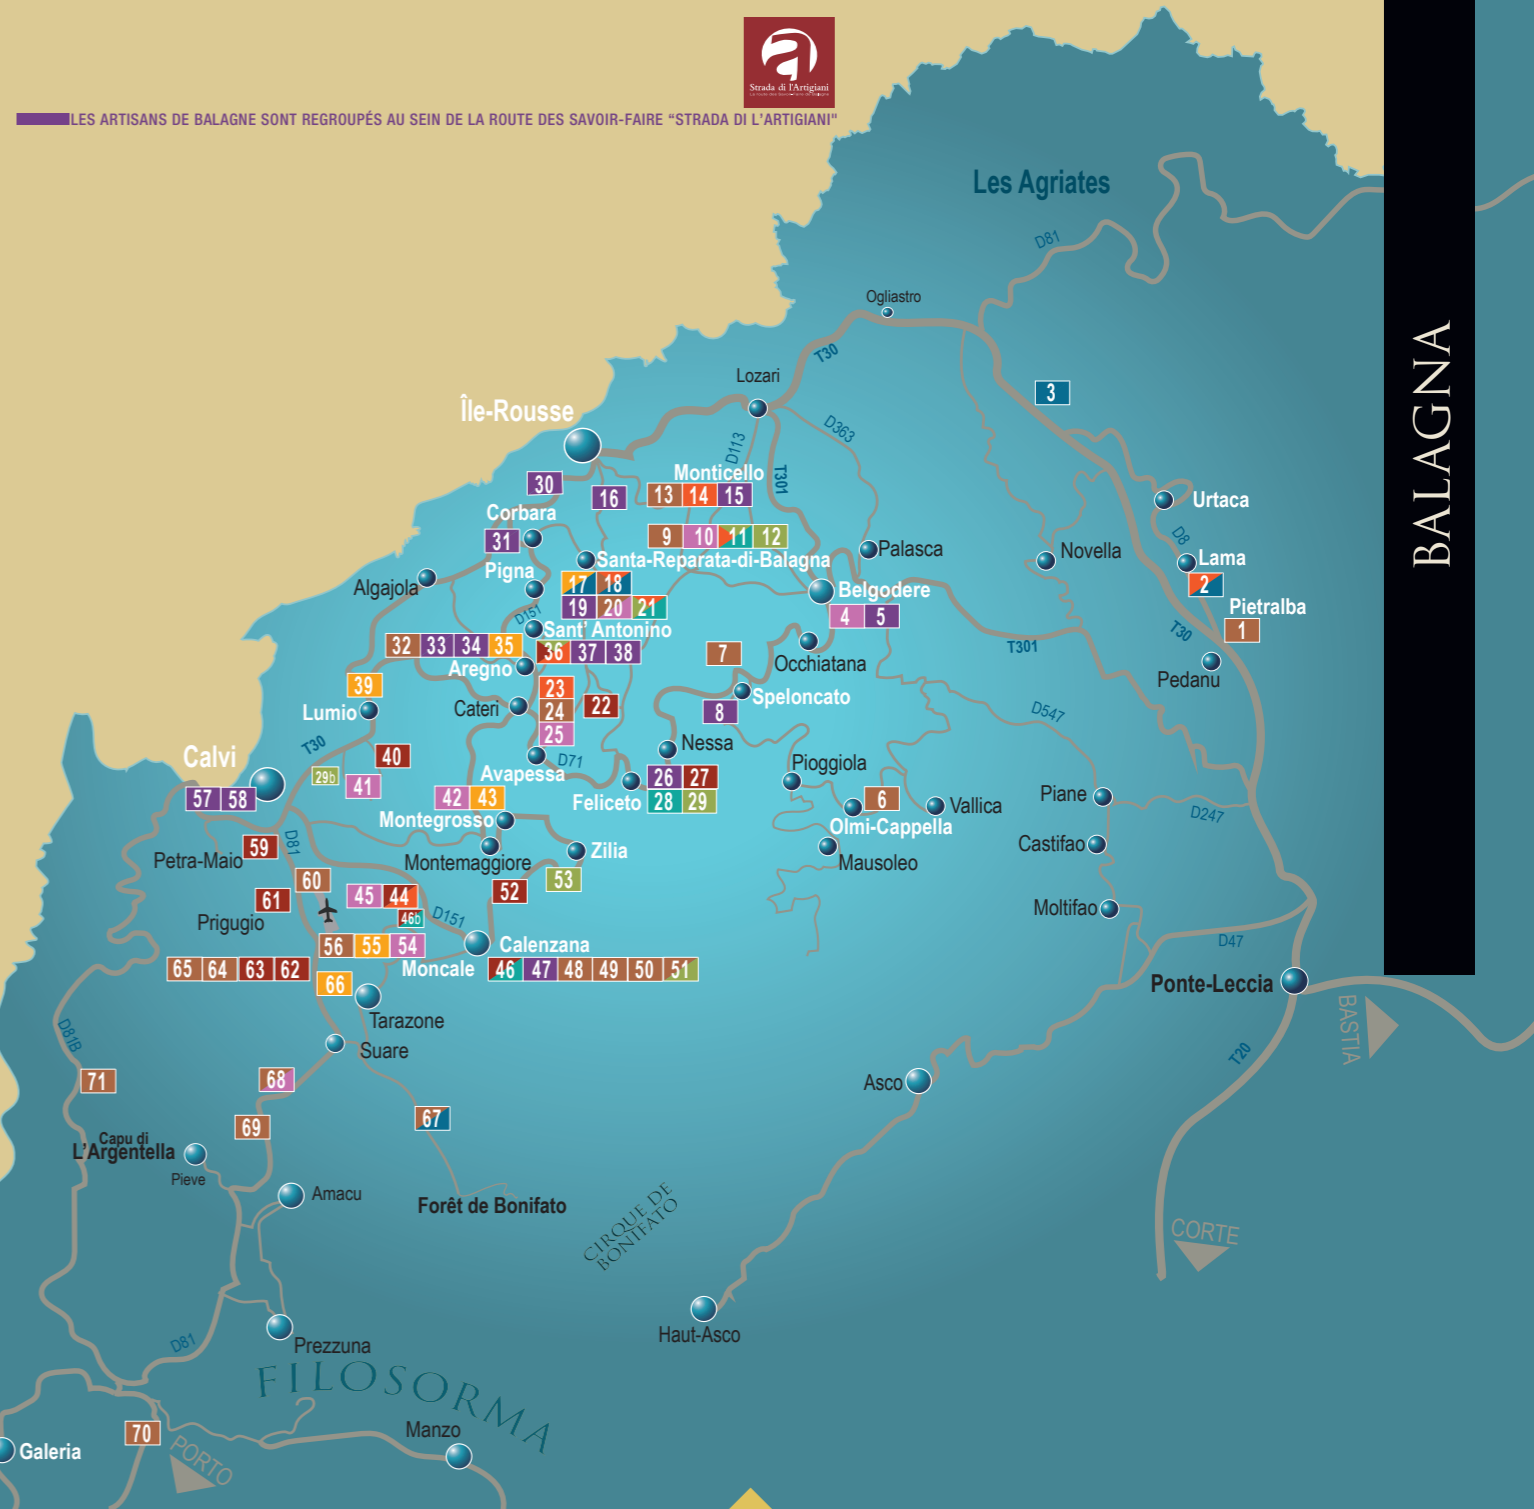 Strada di l'Artigiani
LES ARTISANS DE BALAGNE SONT REGROUPÉS AU SEIN DE LA ROUTE DES SAVOIR-FAIRE “STRADA DI L’ARTIGIANI"
BALAGNA
Les Agriates
D81
Ogliastro
T30
Lozari
3
Île-Rousse
D363
D113
Monticello
T301
30
16
13 14 15
Urtaca
Corbara
31
9 10 11 12
D8
Santa-Reparata-di-Balagna
Palasca
Novella
Lama
Pigna
Algajola
17 18
Belgodere
2
19 20 21
4 5
Pietralba
D151
Sant' Antonino
1
T30
32 33 34 35
36 37 38
7
Occhiatana
T301
Aregno
Pedanu
39
23
22
Speloncato
Lumio
Cateri
24
8
D547
25
T30
Nessa
Calvi
40
D71
Pioggiola
29b
41
Avapessa
26 27
57 58
42 43
Feliceto
28 29
6
Vallica
Piane
D247
Montegrosso
Olmi-Cappella
D81
59
Petra-Maio
Montemaggiore
Zilia
Mausoleo
Castifao
60
53
61
45 44
52
46b
D151
Prigugio
Moltifao
56 55 54
Calenzana
D47
65 64 63 62
Moncale
46 47 48 49 50 51
66
Ponte-Leccia
Tarazone
D81B
Suare
BASTIA
T20
71
68
Asco
69
67
Capu di
L'Argentella
Pieve
Amacu
Forêt de Bonifato
CIRQUE DE
BONIFATO
CORTE
Haut-Asco
Prezzuna
D81
FILOSORMA
70
Manzo
Galeria
PORTO